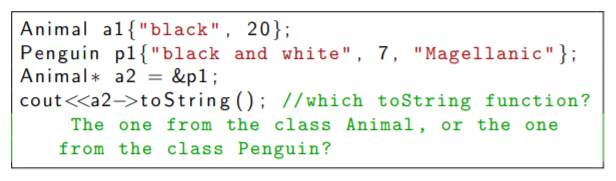 Animal a1{"black", 20};
Penguin p1{"black and white", 7, "Magellanic"};
Animal* a2 = &p1;
cout<<a2->toString(); //which toString function?
The one from the class Animal, or the one
from the class Penguin?